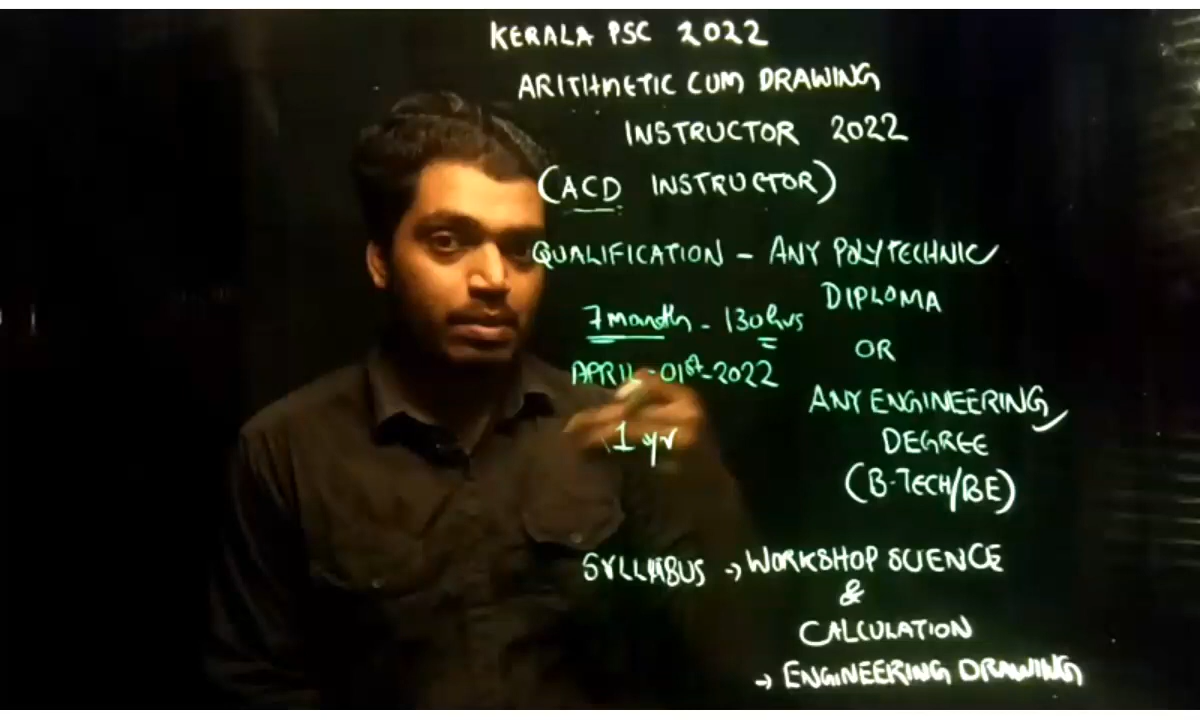 KERALA PSC 2022
ARITHMETIC CUM DRAWING
INSTRUCTOR 2022
(ACD INSTRUCTOR)
QUALIFICATION - ANY POLYTECHNIC
DIPLOMA
OR
ANY ENGINEERING
DEGREE
(B-TECH/BE)
7 month - 130 hrs
APRIL - 01st - 2022
1 yr
SYLLABUS → WORKSHOP SCIENCE
&
CALCULATION
→ ENGINEERING DRAWING